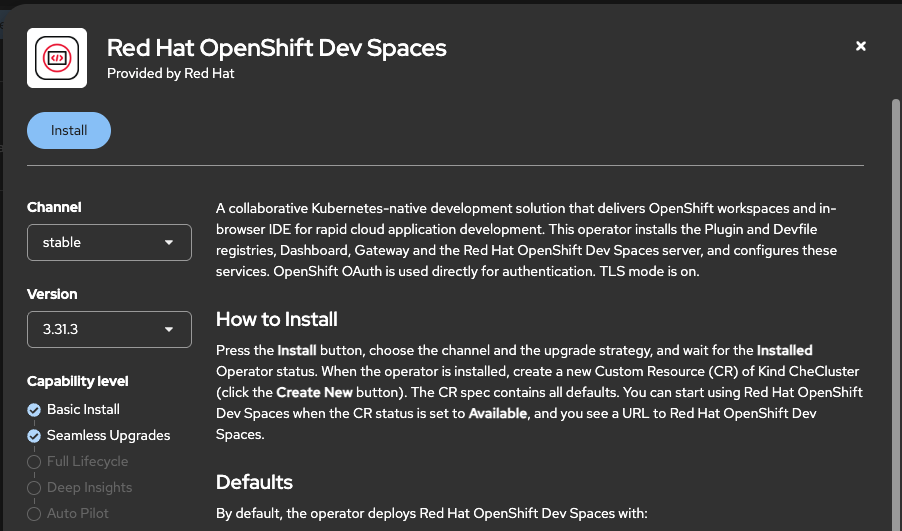 Red Hat OpenShift Dev Spaces
Provided by Red Hat
Install
Channel
stable
Version
3.31.3
Capability level
Basic Install
Seamless Upgrades
Full Lifecycle
Deep Insights
Auto Pilot
A collaborative Kubernetes-native development solution that delivers OpenShift workspaces and in-
browser IDE for rapid cloud application development. This operator installs the Plugin and Devfile
registries, Dashboard, Gateway and the Red Hat OpenShift Dev Spaces server, and configures these
services. OpenShift OAuth is used directly for authentication. TLS mode is on.
How to Install
Press the Install button, choose the channel and the upgrade strategy, and wait for the Installed
Operator status. When the operator is installed, create a new Custom Resource (CR) of Kind CheCluster
(click the Create New button). The CR spec contains all defaults. You can start using Red Hat OpenShift
Dev Spaces when the CR status is set to Available, and you see a URL to Red Hat OpenShift Dev
Spaces.
Defaults
By default, the operator deploys Red Hat OpenShift Dev Spaces with: